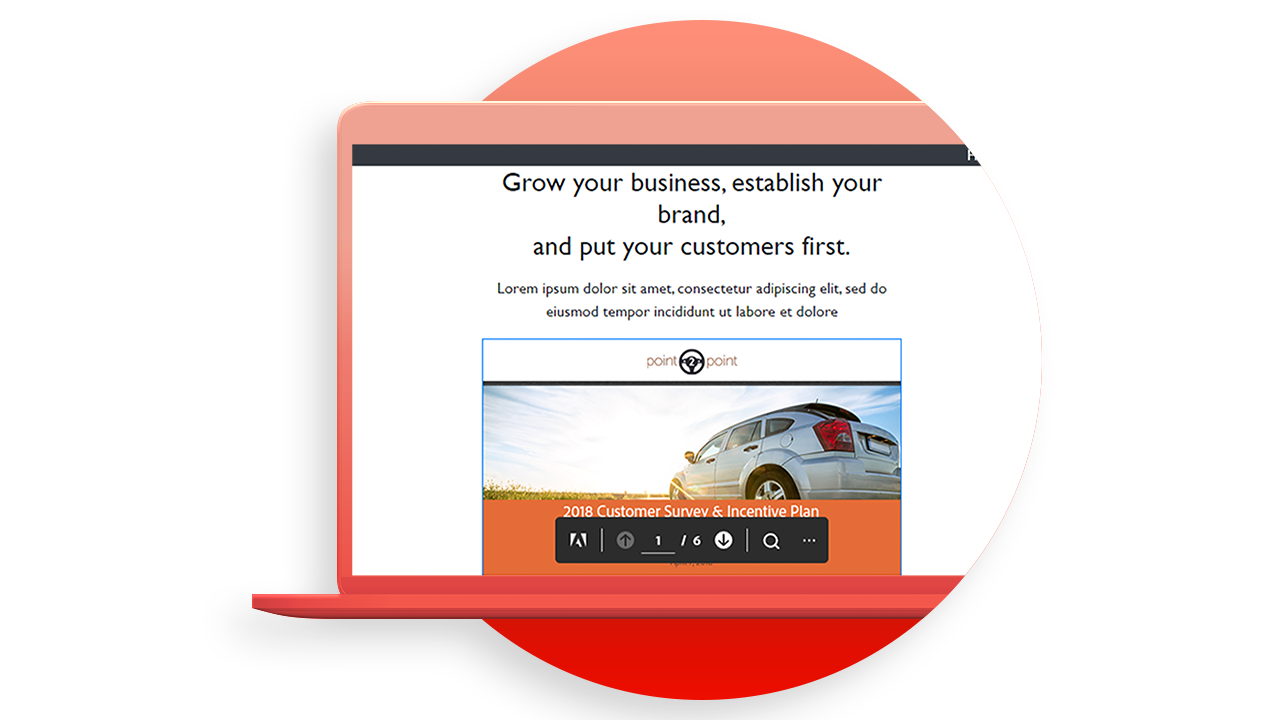 Grow your business, establish your
brand,
and put your customers first.
Lorem ipsum dolor sit amet, consectetur adipiscing elit, sed do
eiusmod tempor incididunt ut labore et dolore
point 2 point
2018 Customer Survey & Incentive Plan
1 / 6